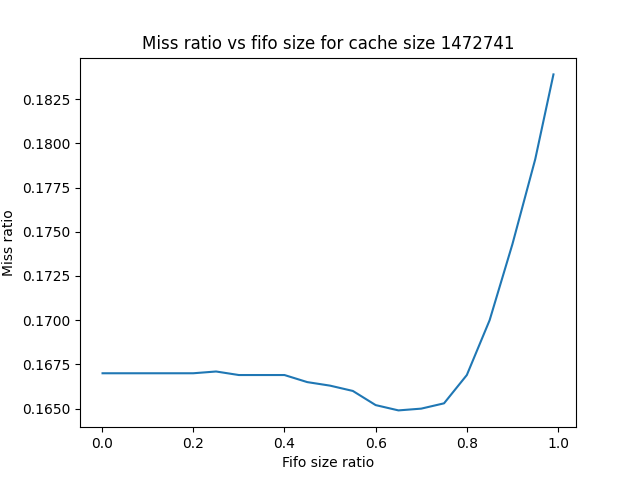 Miss ratio vs fifo size for cache size 1472741
0.1825
0.1800
0.1775
0.1750
0.1725
0.1700
0.1675
0.1650
Miss ratio
0.0 0.2 0.4 0.6 0.8 1.0
Fifo size ratio